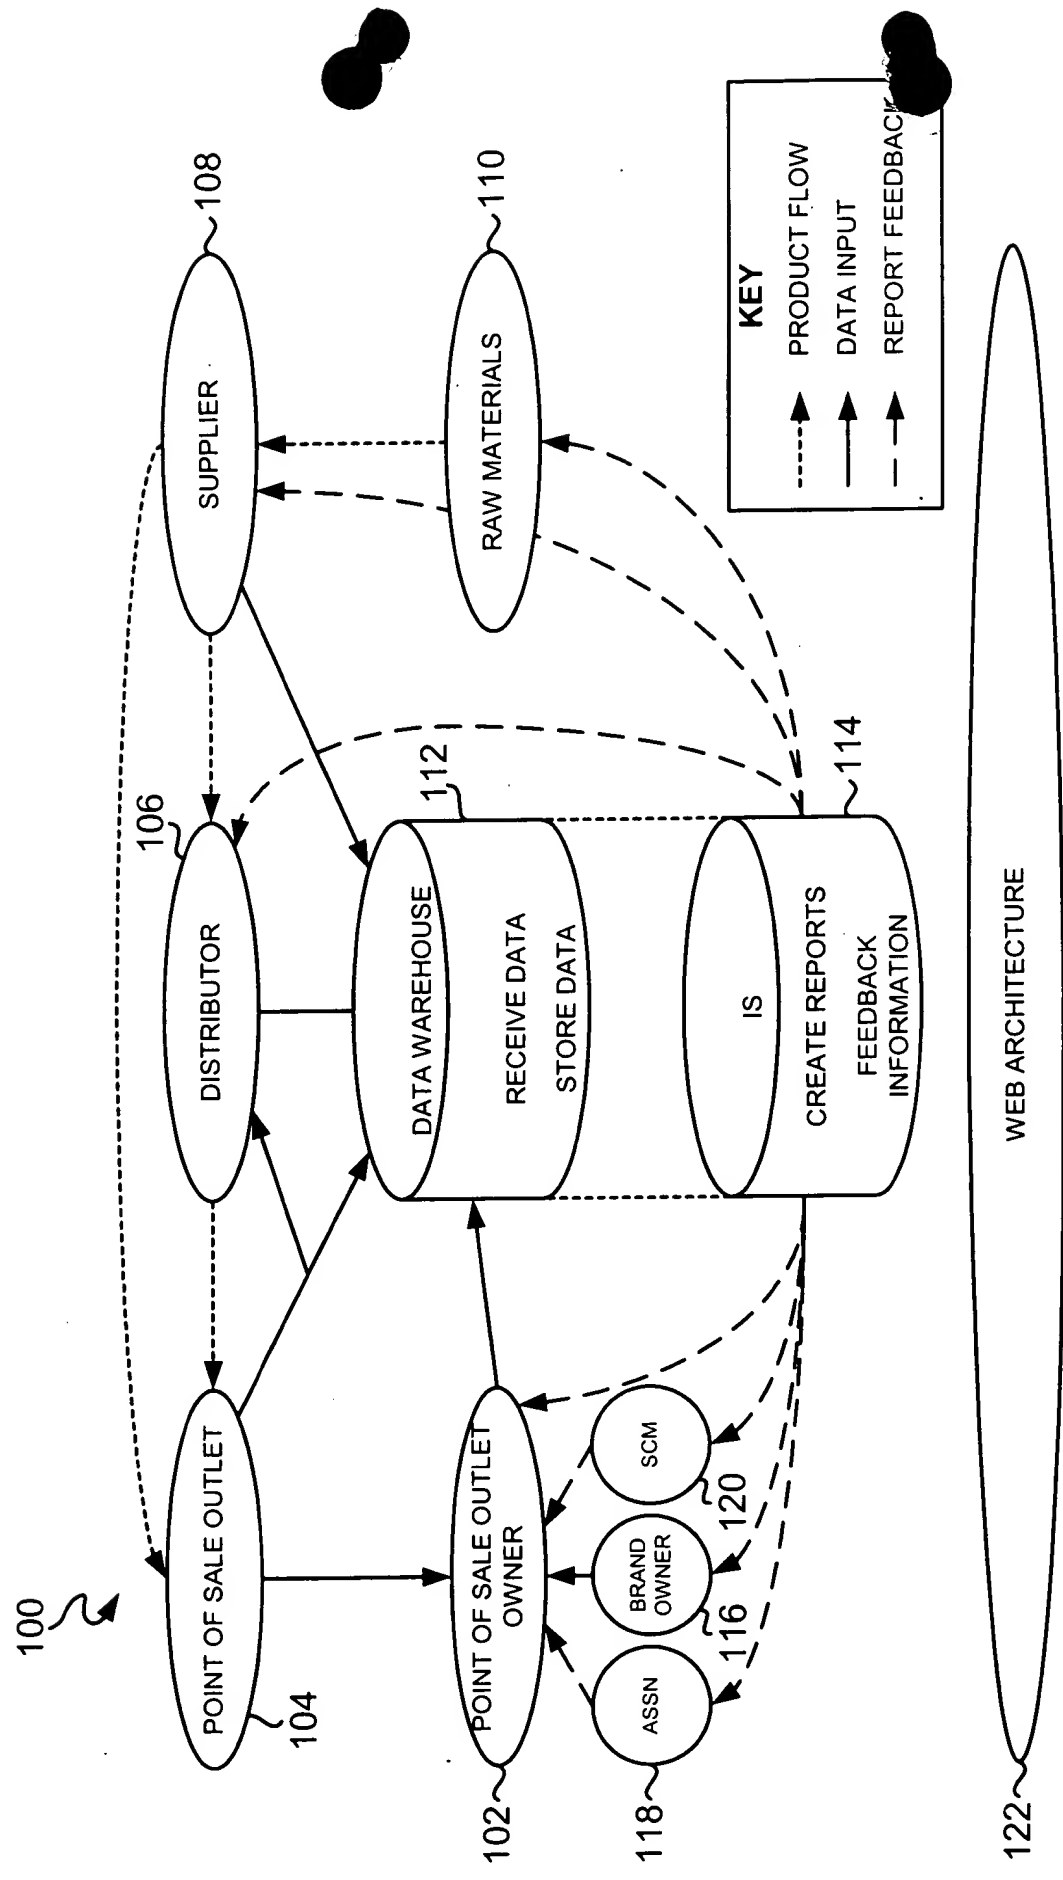 100
106
108
POINT OF SALE OUTLET
DISTRIBUTOR
SUPPLIER
104
112
110
DATA WAREHOUSE
POINT OF SALE OUTLET
OWNER
RAW MATERIALS
RECEIVE DATA
STORE DATA
102
ASSN
BRAND
OWNER
SCM
118
116
120
IS
114
CREATE REPORTS
FEEDBACK
INFORMATION
KEY
PRODUCT FLOW
DATA INPUT
REPORT FEEDBACK
WEB ARCHITECTURE
122